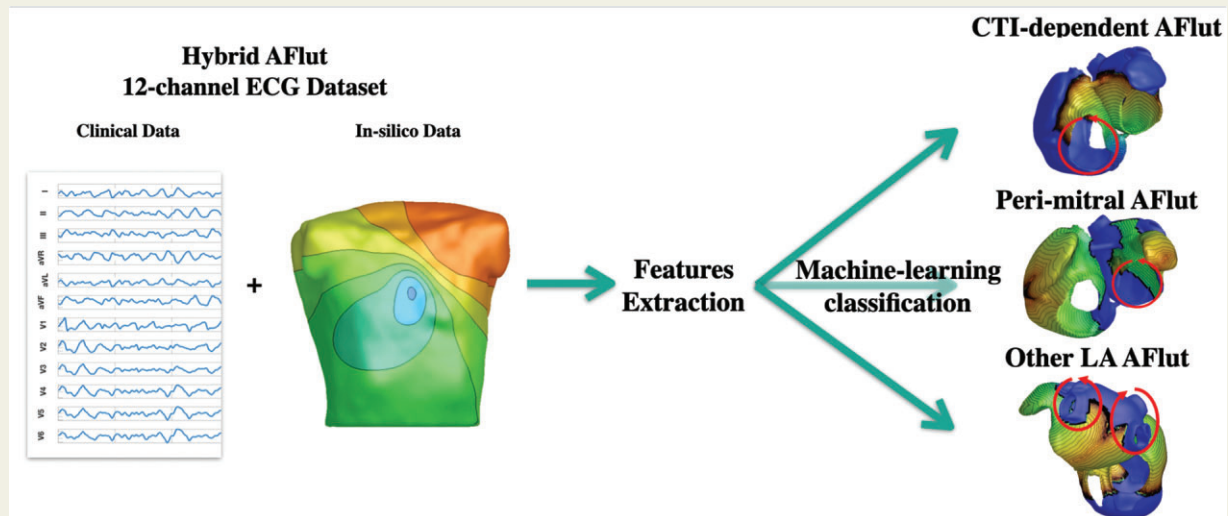 Hybrid AFlut
12-channel ECG Dataset
Clinical Data
In-silico Data
I
II
III
aVR
aVL
aVF
V1
V2
V3
V4
V5
V6
+
Features
Extraction
Machine-learning
classification
CTI-dependent AFlut
Peri-mitral AFlut
Other LA AFlut